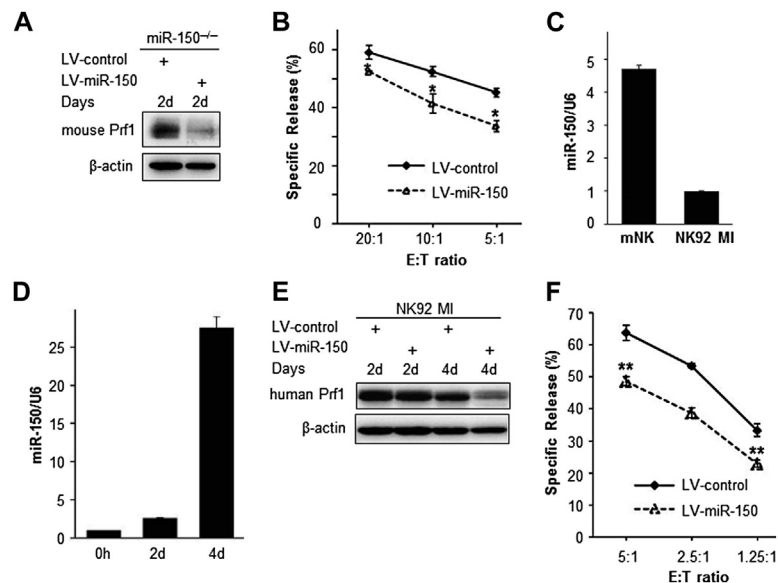 A
miR-150–/–
LV-control +
LV-miR-150 +
Days 2d 2d
mouse Prf1
β-actin
B
Specific Release (%)
60
40
20
0
* * *
LV-control
LV-miR-150
20:1 10:1 5:1
E:T ratio
C
miR-150/U6
5
4
3
2
1
0
mNK NK92 MI
D
miR-150/U6
25
20
15
10
5
0
0h 2d 4d
E
NK92 MI
LV-control + +
LV-miR-150 + +
Days 2d 2d 4d 4d
human Prf1
β-actin
F
Specific Release (%)
70
60
50
40
30
20
10
0
** **
LV-control
LV-miR-150
5:1 2.5:1 1.25:1
E:T ratio